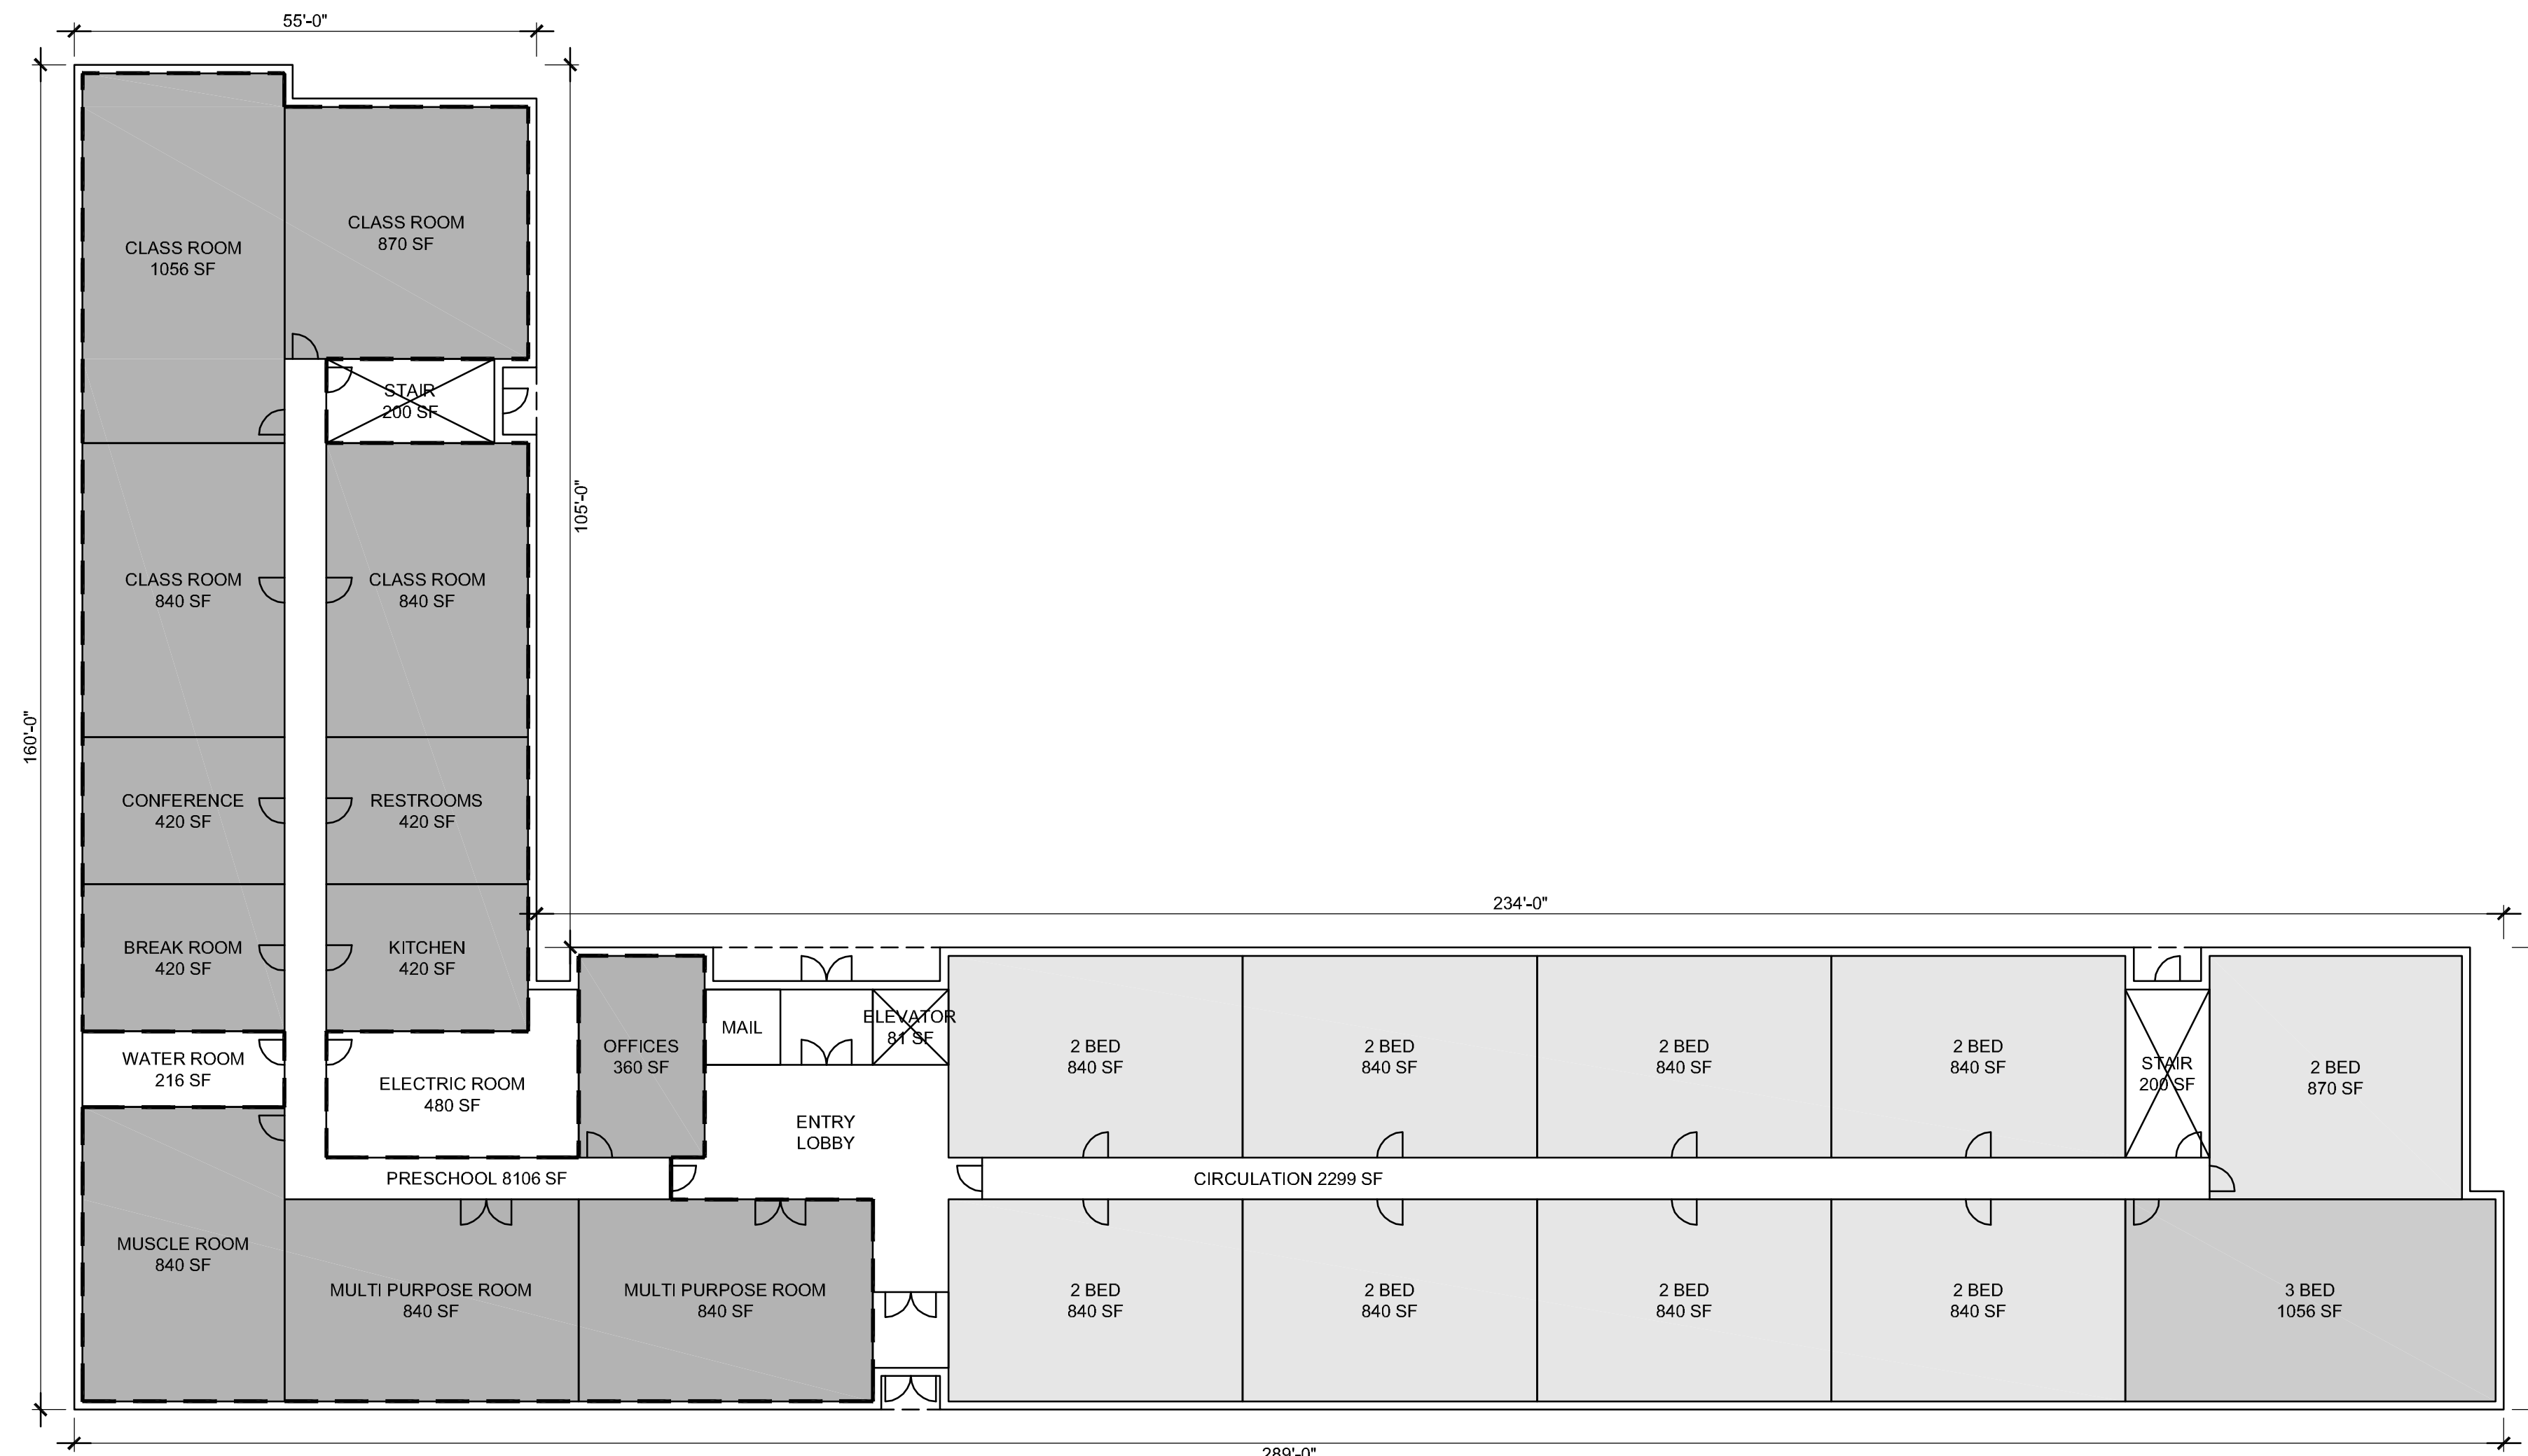 55'-0"
CLASS ROOM
870 SF
CLASS ROOM
1056 SF
STAIR
200 SF
105'-0"
CLASS ROOM
840 SF
CLASS ROOM
840 SF
160'-0"
CONFERENCE
420 SF
RESTROOMS
420 SF
234'-0"
BREAK ROOM
420 SF
KITCHEN
420 SF
MAIL
ELEVATOR
81 SF
OFFICES
360 SF
2 BED
840 SF
2 BED
840 SF
2 BED
840 SF
2 BED
840 SF
STAIR
200 SF
2 BED
870 SF
WATER ROOM
216 SF
ELECTRIC ROOM
480 SF
ENTRY
LOBBY
PRESCHOOL 8106 SF
CIRCULATION 2299 SF
MUSCLE ROOM
840 SF
MULTI PURPOSE ROOM
840 SF
MULTI PURPOSE ROOM
840 SF
2 BED
840 SF
2 BED
840 SF
2 BED
840 SF
2 BED
840 SF
3 BED
1056 SF
289'-0"